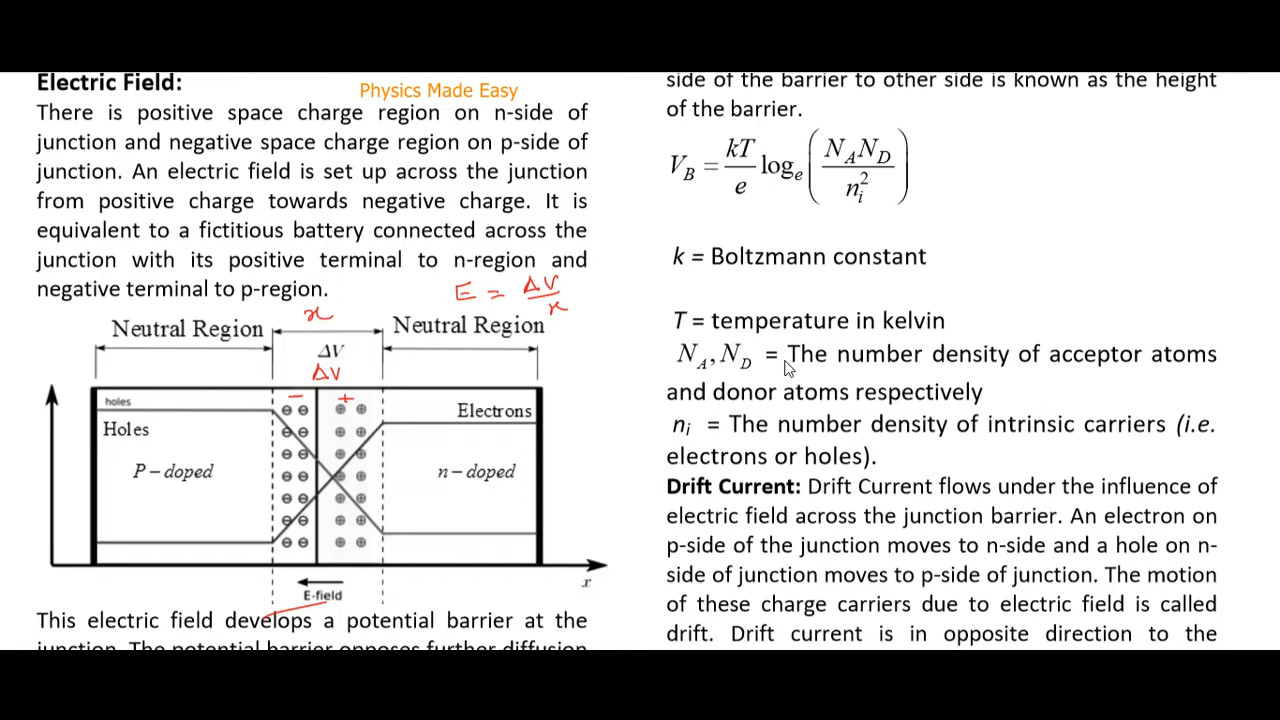 Electric Field:
Physics Made Easy
There is positive space charge region on n-side of
junction and negative space charge region on p-side of
junction. An electric field is set up across the junction
from positive charge towards negative charge. It is
equivalent to a fictitious battery connected across the
junction with its positive terminal to n-region and
negative terminal to p-region.
E = ΔV/x
x
Neutral Region
Neutral Region
ΔV
ΔV
− +
holes
Holes
Electrons
P – doped
n – doped
E-field
x
This electric field develops a potential barrier at the
junction. The potential barrier opposes further diffusion
side of the barrier to other side is known as the height
of the barrier.
V_B = kT/e log_e (N_A N_D / n_i^2)
k = Boltzmann constant
T = temperature in kelvin
N_A, N_D = The number density of acceptor atoms
and donor atoms respectively
n_i = The number density of intrinsic carriers (i.e.
electrons or holes).
Drift Current: Drift Current flows under the influence of
electric field across the junction barrier. An electron on
p-side of the junction moves to n-side and a hole on n-
side of junction moves to p-side of junction. The motion
of these charge carriers due to electric field is called
drift. Drift current is in opposite direction to the